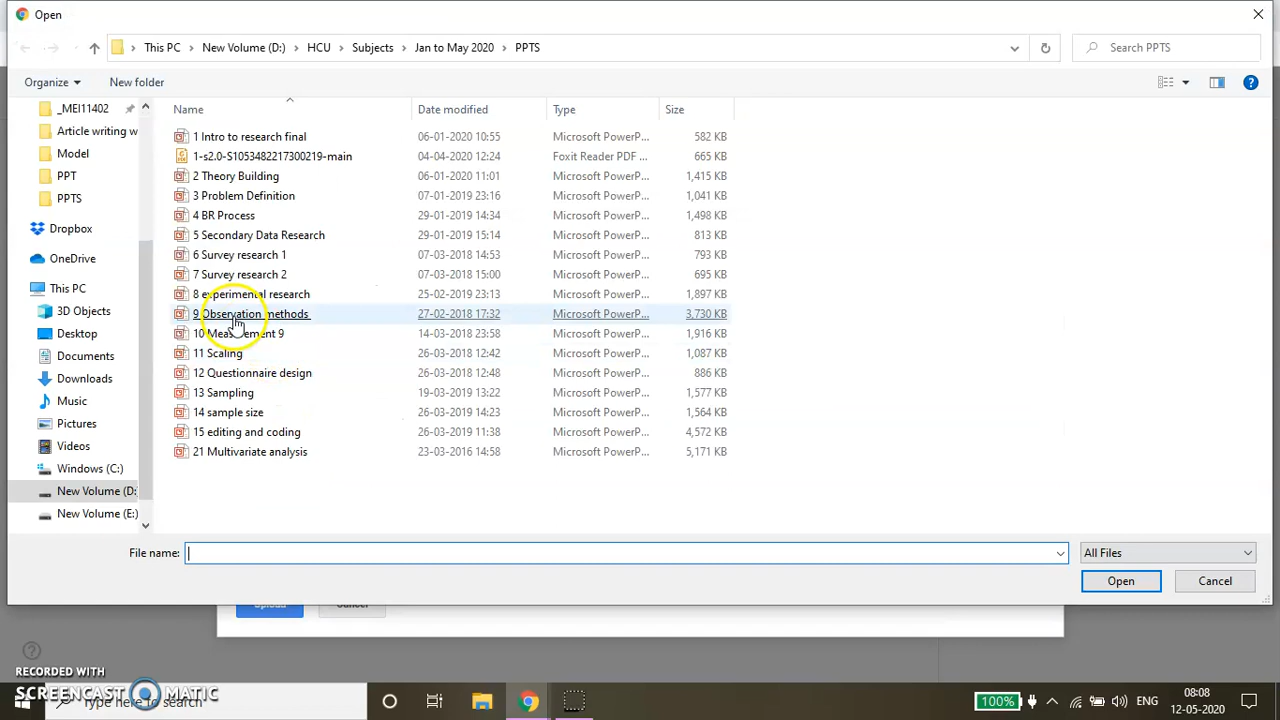 Open
This PC > New Volume (D:) > HCU > Subjects > Jan to May 2020 > PPTS
Search PPTS
Organize
New folder
Name
Date modified
Type
Size
_MEI11402
Article writing w
Model
PPT
PPTS
Dropbox
OneDrive
This PC
3D Objects
Desktop
Documents
Downloads
Music
Pictures
Videos
Windows (C:)
New Volume (D:
New Volume (E:)
1 Intro to research final 06-01-2020 10:55 Microsoft PowerP... 582 KB
1-s2.0-S1053482217300219-main 04-04-2020 12:24 Foxit Reader PDF ... 665 KB
2 Theory Building 06-01-2020 11:01 Microsoft PowerP... 1,415 KB
3 Problem Definition 07-01-2019 23:16 Microsoft PowerP... 1,041 KB
4 BR Process 29-01-2019 14:34 Microsoft PowerP... 1,498 KB
5 Secondary Data Research 29-01-2019 15:14 Microsoft PowerP... 813 KB
6 Survey research 1 07-03-2018 14:53 Microsoft PowerP... 793 KB
7 Survey research 2 07-03-2018 15:00 Microsoft PowerP... 695 KB
8 experimental research 25-02-2019 23:13 Microsoft PowerP... 1,897 KB
9 Observation methods 27-02-2018 17:32 Microsoft PowerP... 3,730 KB
10 Measurement 9 14-03-2018 23:58 Microsoft PowerP... 1,916 KB
11 Scaling 26-03-2018 12:42 Microsoft PowerP... 1,087 KB
12 Questionnaire design 26-03-2018 12:48 Microsoft PowerP... 886 KB
13 Sampling 19-03-2019 13:22 Microsoft PowerP... 1,577 KB
14 sample size 26-03-2019 14:23 Microsoft PowerP... 1,564 KB
15 editing and coding 26-03-2019 11:38 Microsoft PowerP... 4,572 KB
21 Multivariate analysis 23-03-2016 14:58 Microsoft PowerP... 5,171 KB
File name:
All Files
Open
Cancel
Upload
Cancel
RECORDED WITH
SCREENCAST MATIC
Type here to search
100%
ENG
08:08
12-05-2020